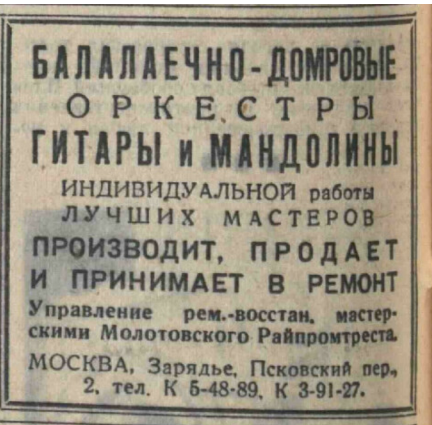 БАЛАЛАЕЧНО-ДОМРОВЫЕ
ОРКЕСТРЫ
ГИТАРЫ и МАНДОЛИНЫ
ИНДИВИДУАЛЬНОЙ работы
ЛУЧШИХ МАСТЕРОВ
ПРОИЗВОДИТ, ПРОДАЕТ
И ПРИНИМАЕТ В РЕМОНТ
Управление рем.-восстан. мастер-
скими Молотовского Райпромтреста.
МОСКВА, Зарядье, Псковский пер.,
2, тел. К 5-48-89, К 3-91-27.